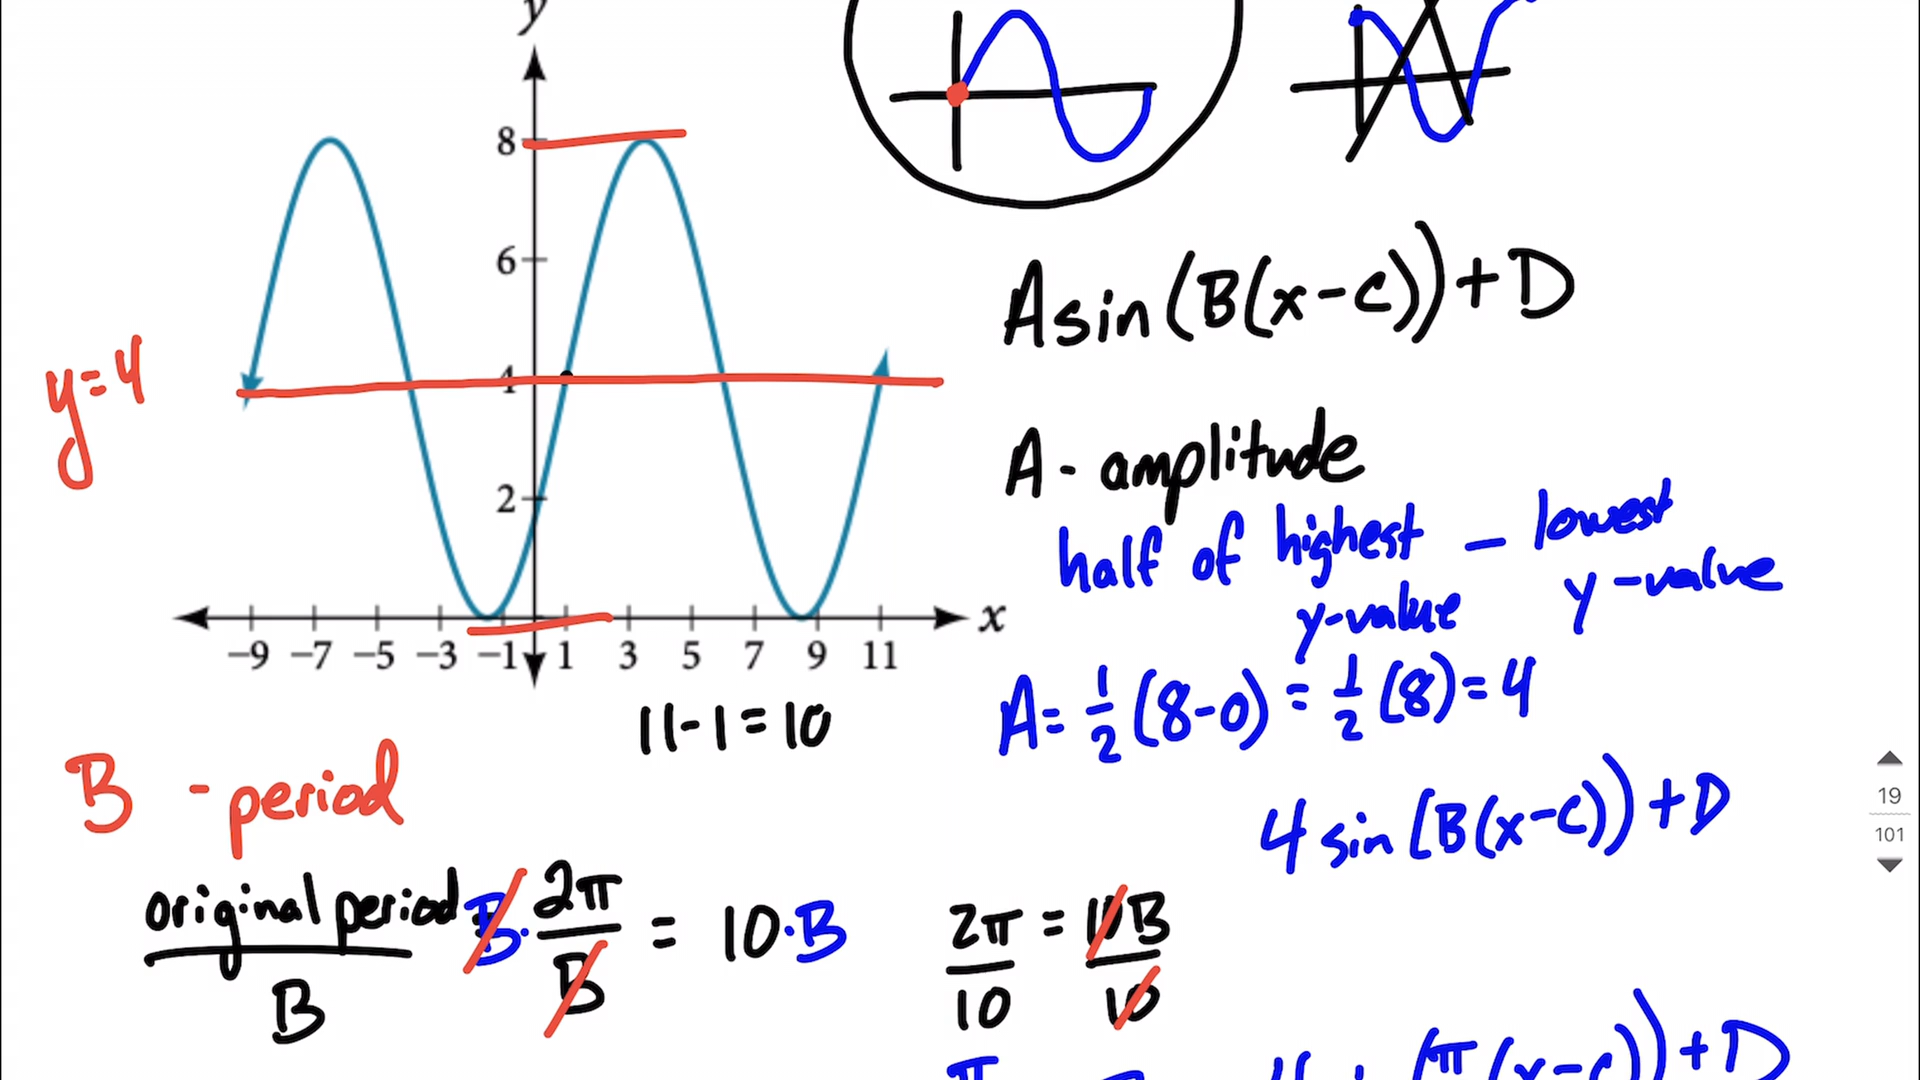 y
8
6
4
2
y=4
-9 -7 -5 -3 -1 1 3 5 7 9 11
x
11-1=10
A sin(B(x-C))+D
A - amplitude
half of highest y-value - lowest y-value
A= 1/2 (8-0) = 1/2 (8)=4
4 sin(B(x-C))+D
B - period
original period / B = B · 2π / B = 10·B
2π / 10 = 10B / 10
19
101
(π (x-C))+D